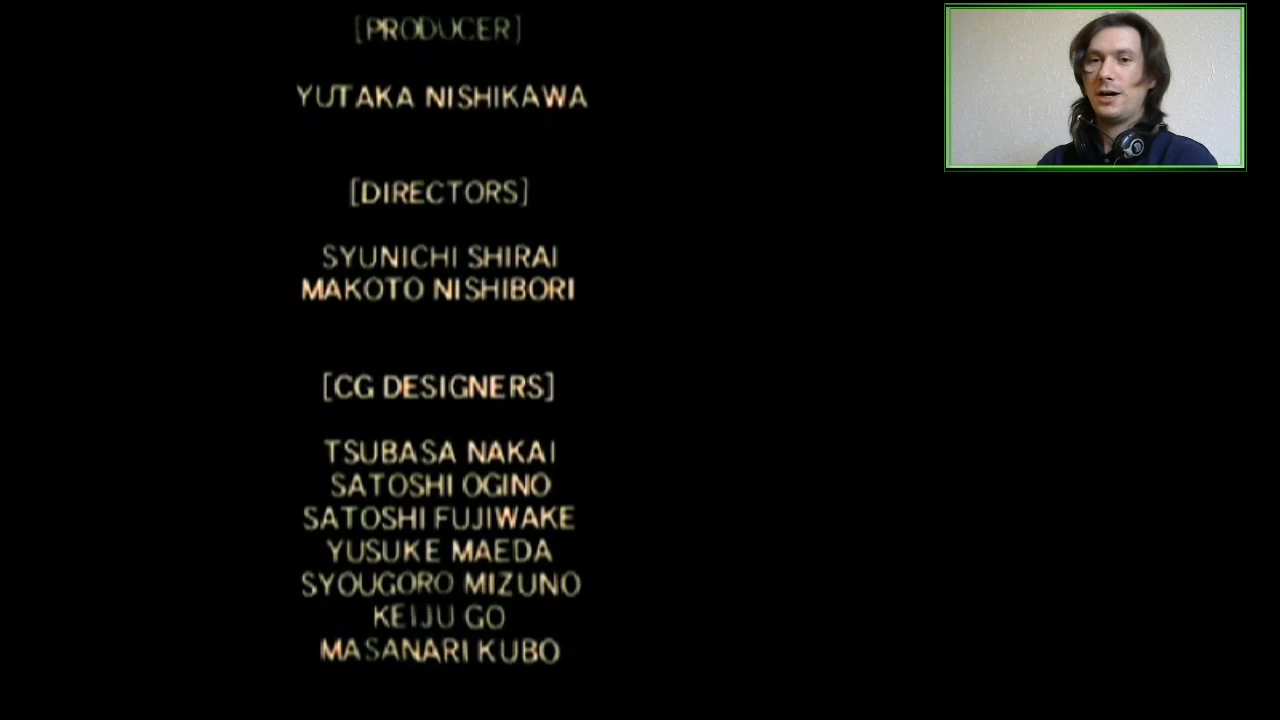 [PRODUCER]
YUTAKA NISHIKAWA
[DIRECTORS]
SYUNICHI SHIRAI
MAKOTO NISHIBORI
[CG DESIGNERS]
TSUBASA NAKAI
SATOSHI OGINO
SATOSHI FUJIWAKE
YUSUKE MAEDA
SYOUGORO MIZUNO
KEIJU GO
MASANARI KUBO